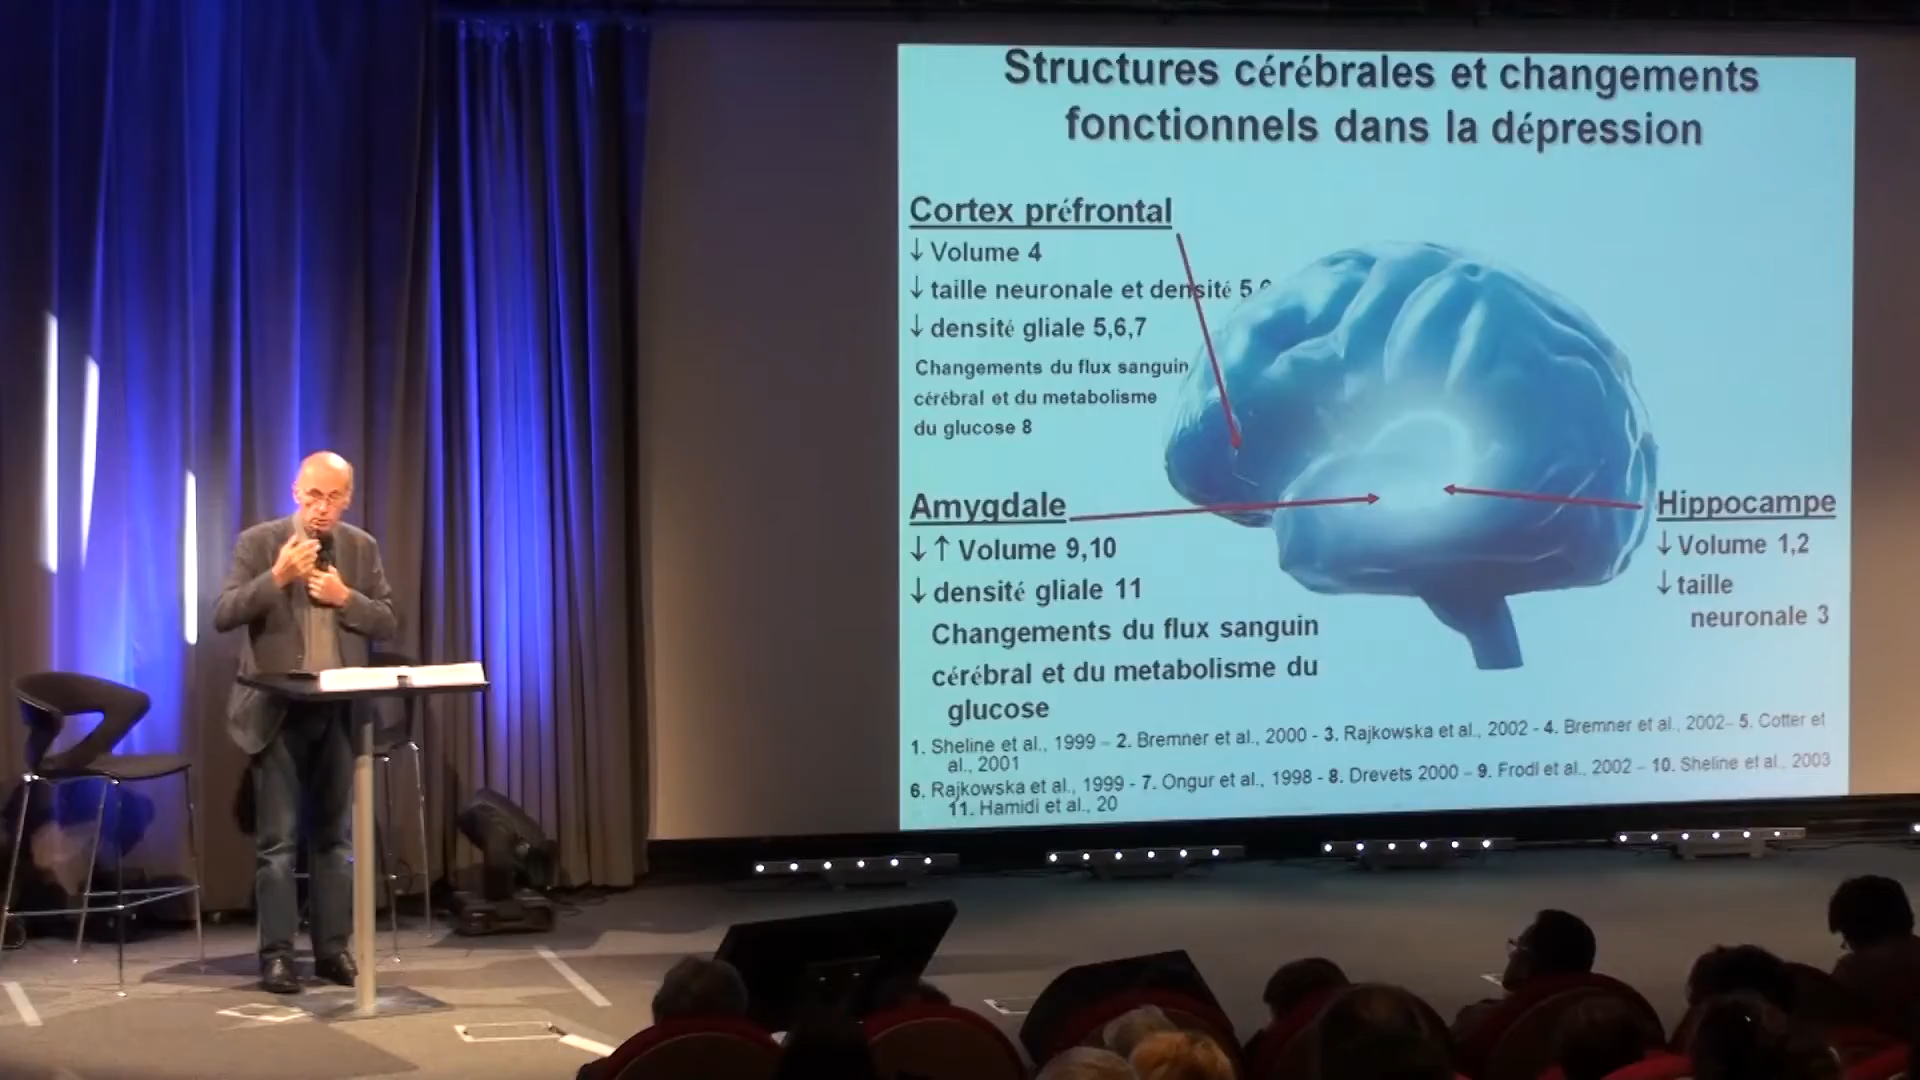 Structures cérébrales et changements
fonctionnels dans la dépression
Cortex préfrontal
↓ Volume 4
↓ taille neuronale et densité 5,
↓ densité gliale 5,6,7
Changements du flux sanguin
cérébral et du metabolisme
du glucose 8
Amygdale
↓ ↑ Volume 9,10
↓ densité gliale 11
Changements du flux sanguin
cérébral et du metabolisme du
glucose
Hippocampe
↓ Volume 1,2
↓ taille
neuronale 3
1. Sheline et al., 1999 – 2. Bremner et al., 2000 - 3. Rajkowska et al., 2002 - 4. Bremner et al., 2002– 5. Cotter et
al., 2001
6. Rajkowska et al., 1999 - 7. Ongur et al., 1998 - 8. Drevets 2000 – 9. Frodl et al., 2002 – 10. Sheline et al., 2003
11. Hamidi et al., 20